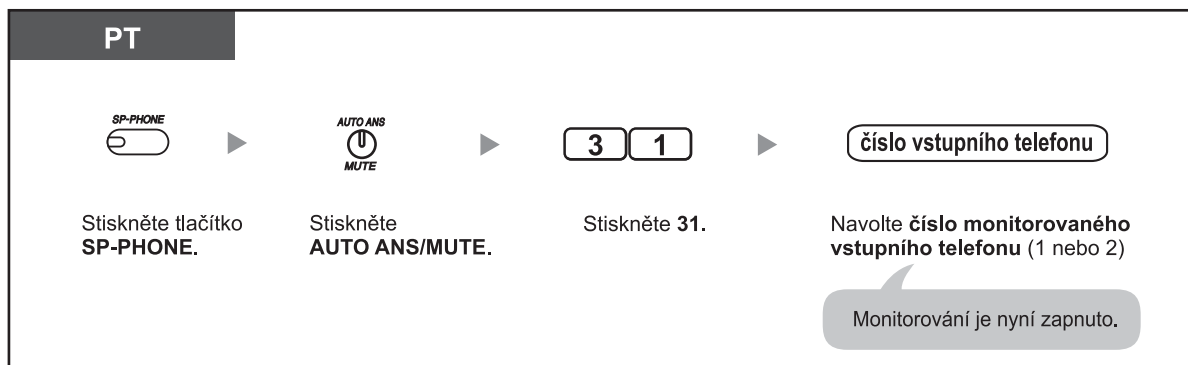 PT
SP-PHONE
AUTO ANS
MUTE
3 1
číslo vstupního telefonu
Stiskněte tlačítko
SP-PHONE.
Stiskněte
AUTO ANS/MUTE.
Stiskněte 31.
Navolte číslo monitorovaného
vstupního telefonu (1 nebo 2)
Monitorování je nyní zapnuto.